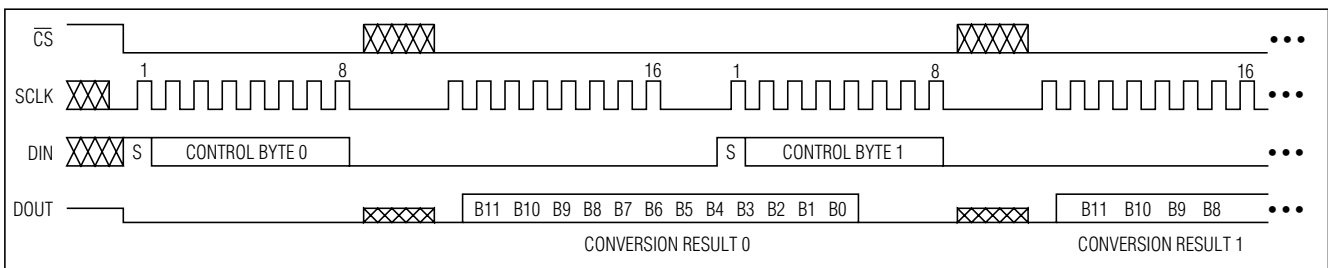 CS •••
1 8 16 1 8 16
SCLK •••
DIN S CONTROL BYTE 0 S CONTROL BYTE 1 •••
DOUT B11 B10 B9 B8 B7 B6 B5 B4 B3 B2 B1 B0 B11 B10 B9 B8 •••
CONVERSION RESULT 0 CONVERSION RESULT 1